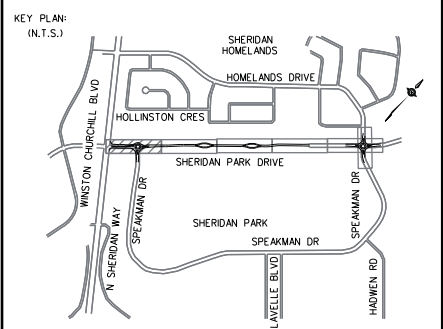 KEY PLAN:
(N.T.S.)
SHERIDAN
HOMELANDS
HOMELANDS DRIVE
HOLLINSTON CRES
WINSTON CHURCHILL BLVD
SHERIDAN PARK DRIVE
N SHERIDAN WAY
SPEAKMAN DR
SHERIDAN PARK
SPEAKMAN DR
SPEAKMAN DR
LAVELLE BLVD
HADWEN RD